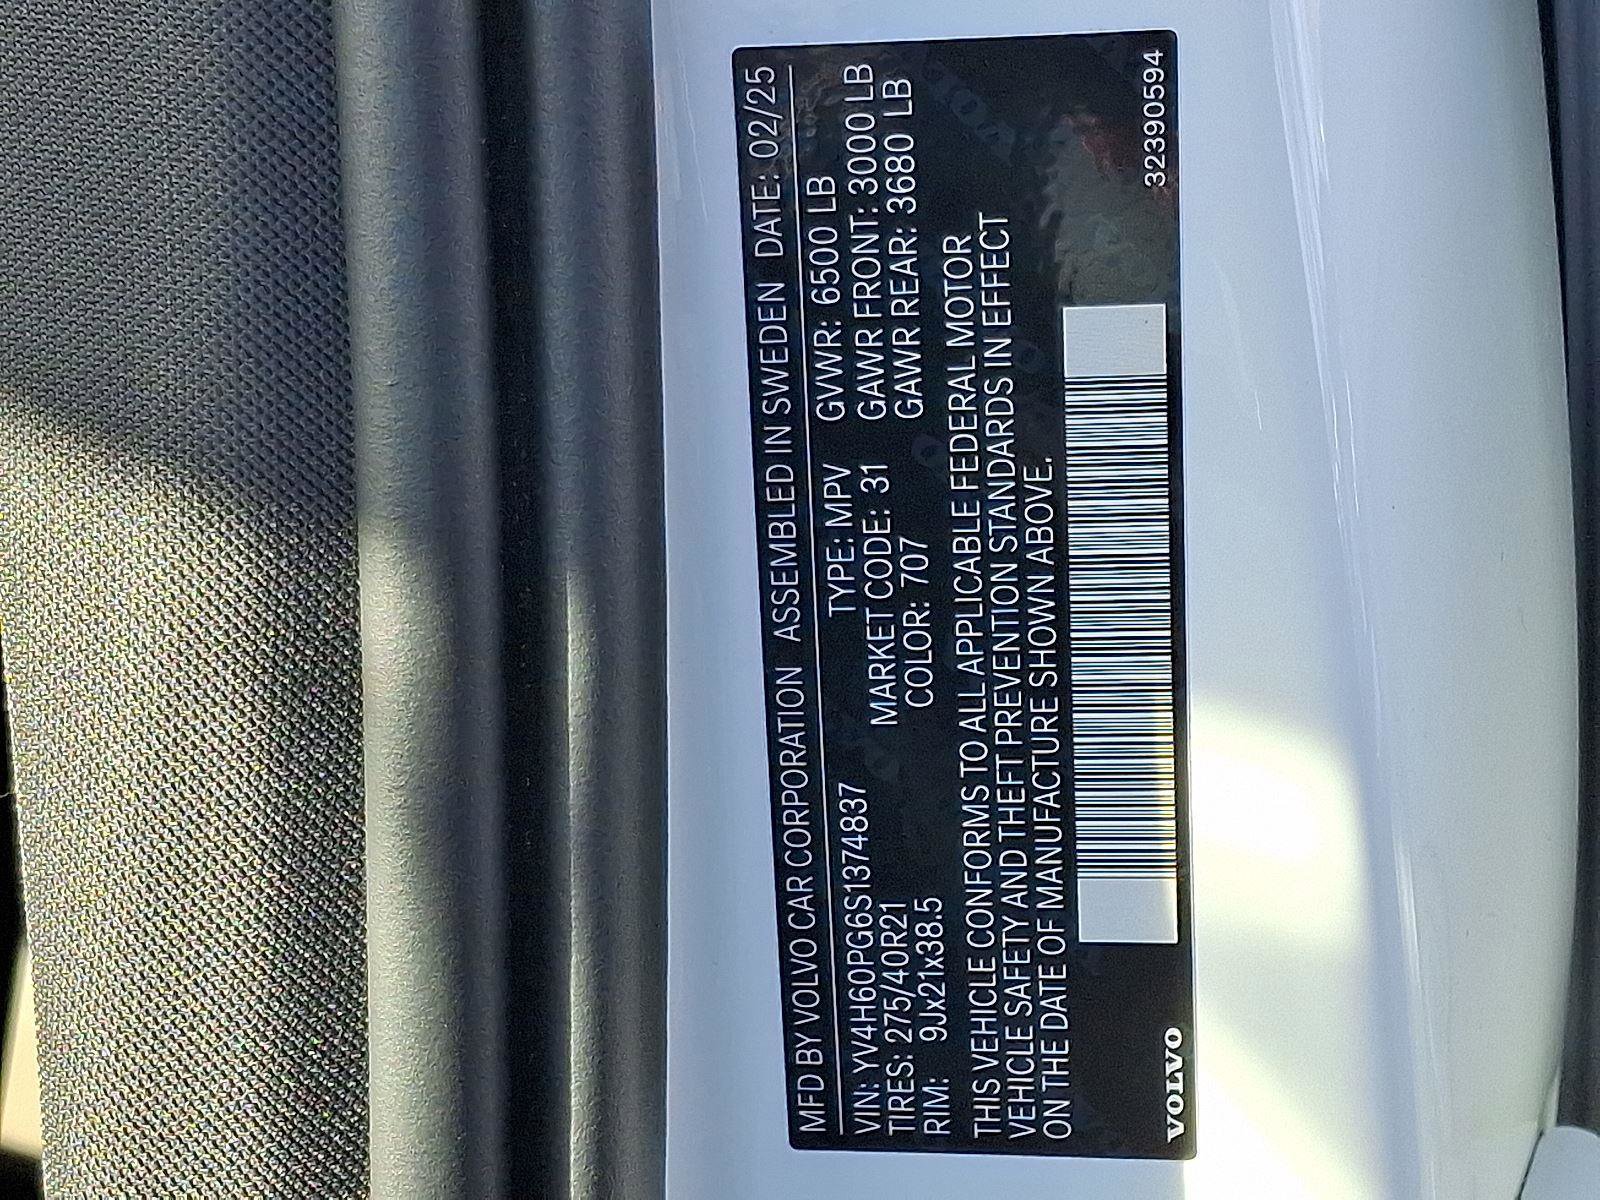 MFD BY VOLVO CAR CORPORATION ASSEMBLED IN SWEDEN DATE: 02/25
VIN: YV4H60PG6S1374837 TYPE: MPV GVWR: 6500 LB
TIRES: 275/40R21 MARKET CODE: 31 GAWR FRONT: 3000 LB
RIM: 9Jx21x38.5 COLOR: 707 GAWR REAR: 3680 LB
THIS VEHICLE CONFORMS TO ALL APPLICABLE FEDERAL MOTOR
VEHICLE SAFETY AND THEFT PREVENTION STANDARDS IN EFFECT
ON THE DATE OF MANUFACTURE SHOWN ABOVE.
VOLVO 32390594